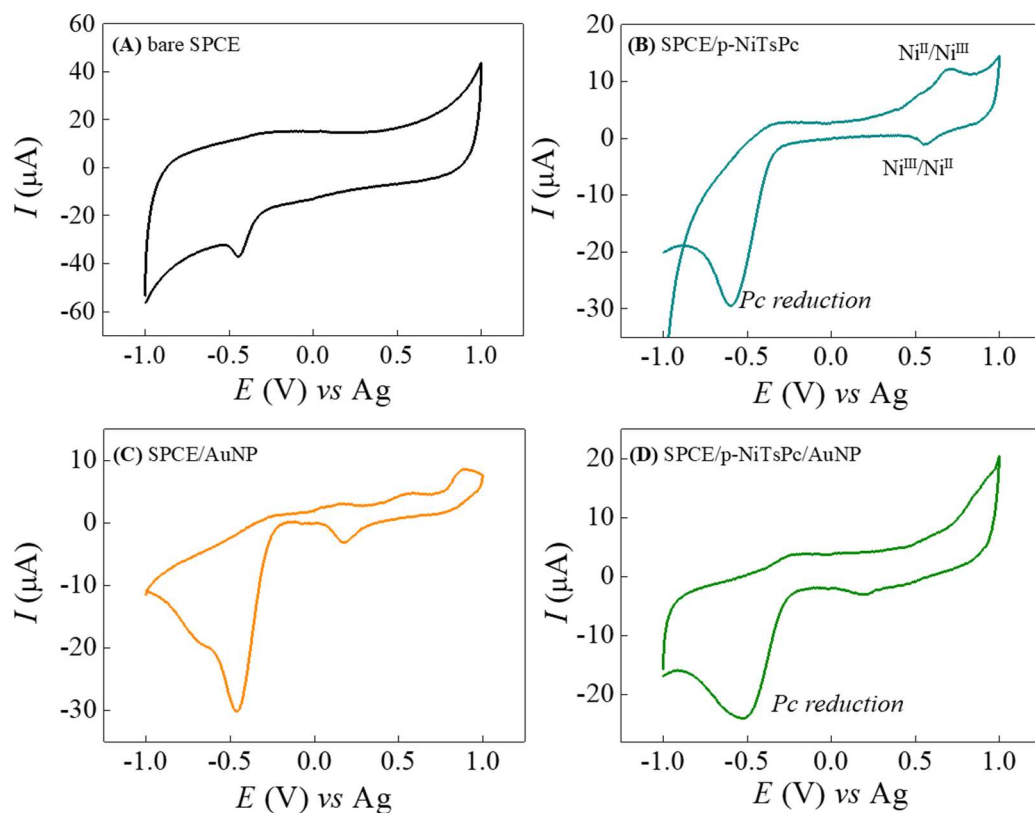 (A) bare SPCE
60
40
20
0
-20
-40
-60
I (μA)
-1.0 -0.5 0.0 0.5 1.0
E (V) vs Ag
(B) SPCE/p-NiTsPc
20
10
0
-10
-20
-30
I (μA)
Ni^II/Ni^III
Ni^III/Ni^II
Pc reduction
-1.0 -0.5 0.0 0.5 1.0
E (V) vs Ag
(C) SPCE/AuNP
10
0
-10
-20
-30
I (μA)
-1.0 -0.5 0.0 0.5 1.0
E (V) vs Ag
(D) SPCE/p-NiTsPc/AuNP
20
10
0
-10
-20
I (μA)
Pc reduction
-1.0 -0.5 0.0 0.5 1.0
E (V) vs Ag